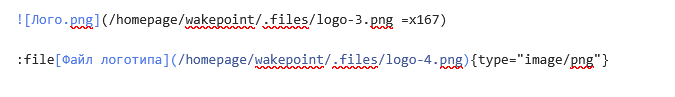 ![Лого.png](/homepage/wakepoint/.files/logo-3.png =x167)
:file[Файл логотипа](/homepage/wakepoint/.files/logo-4.png){type="image/png"}